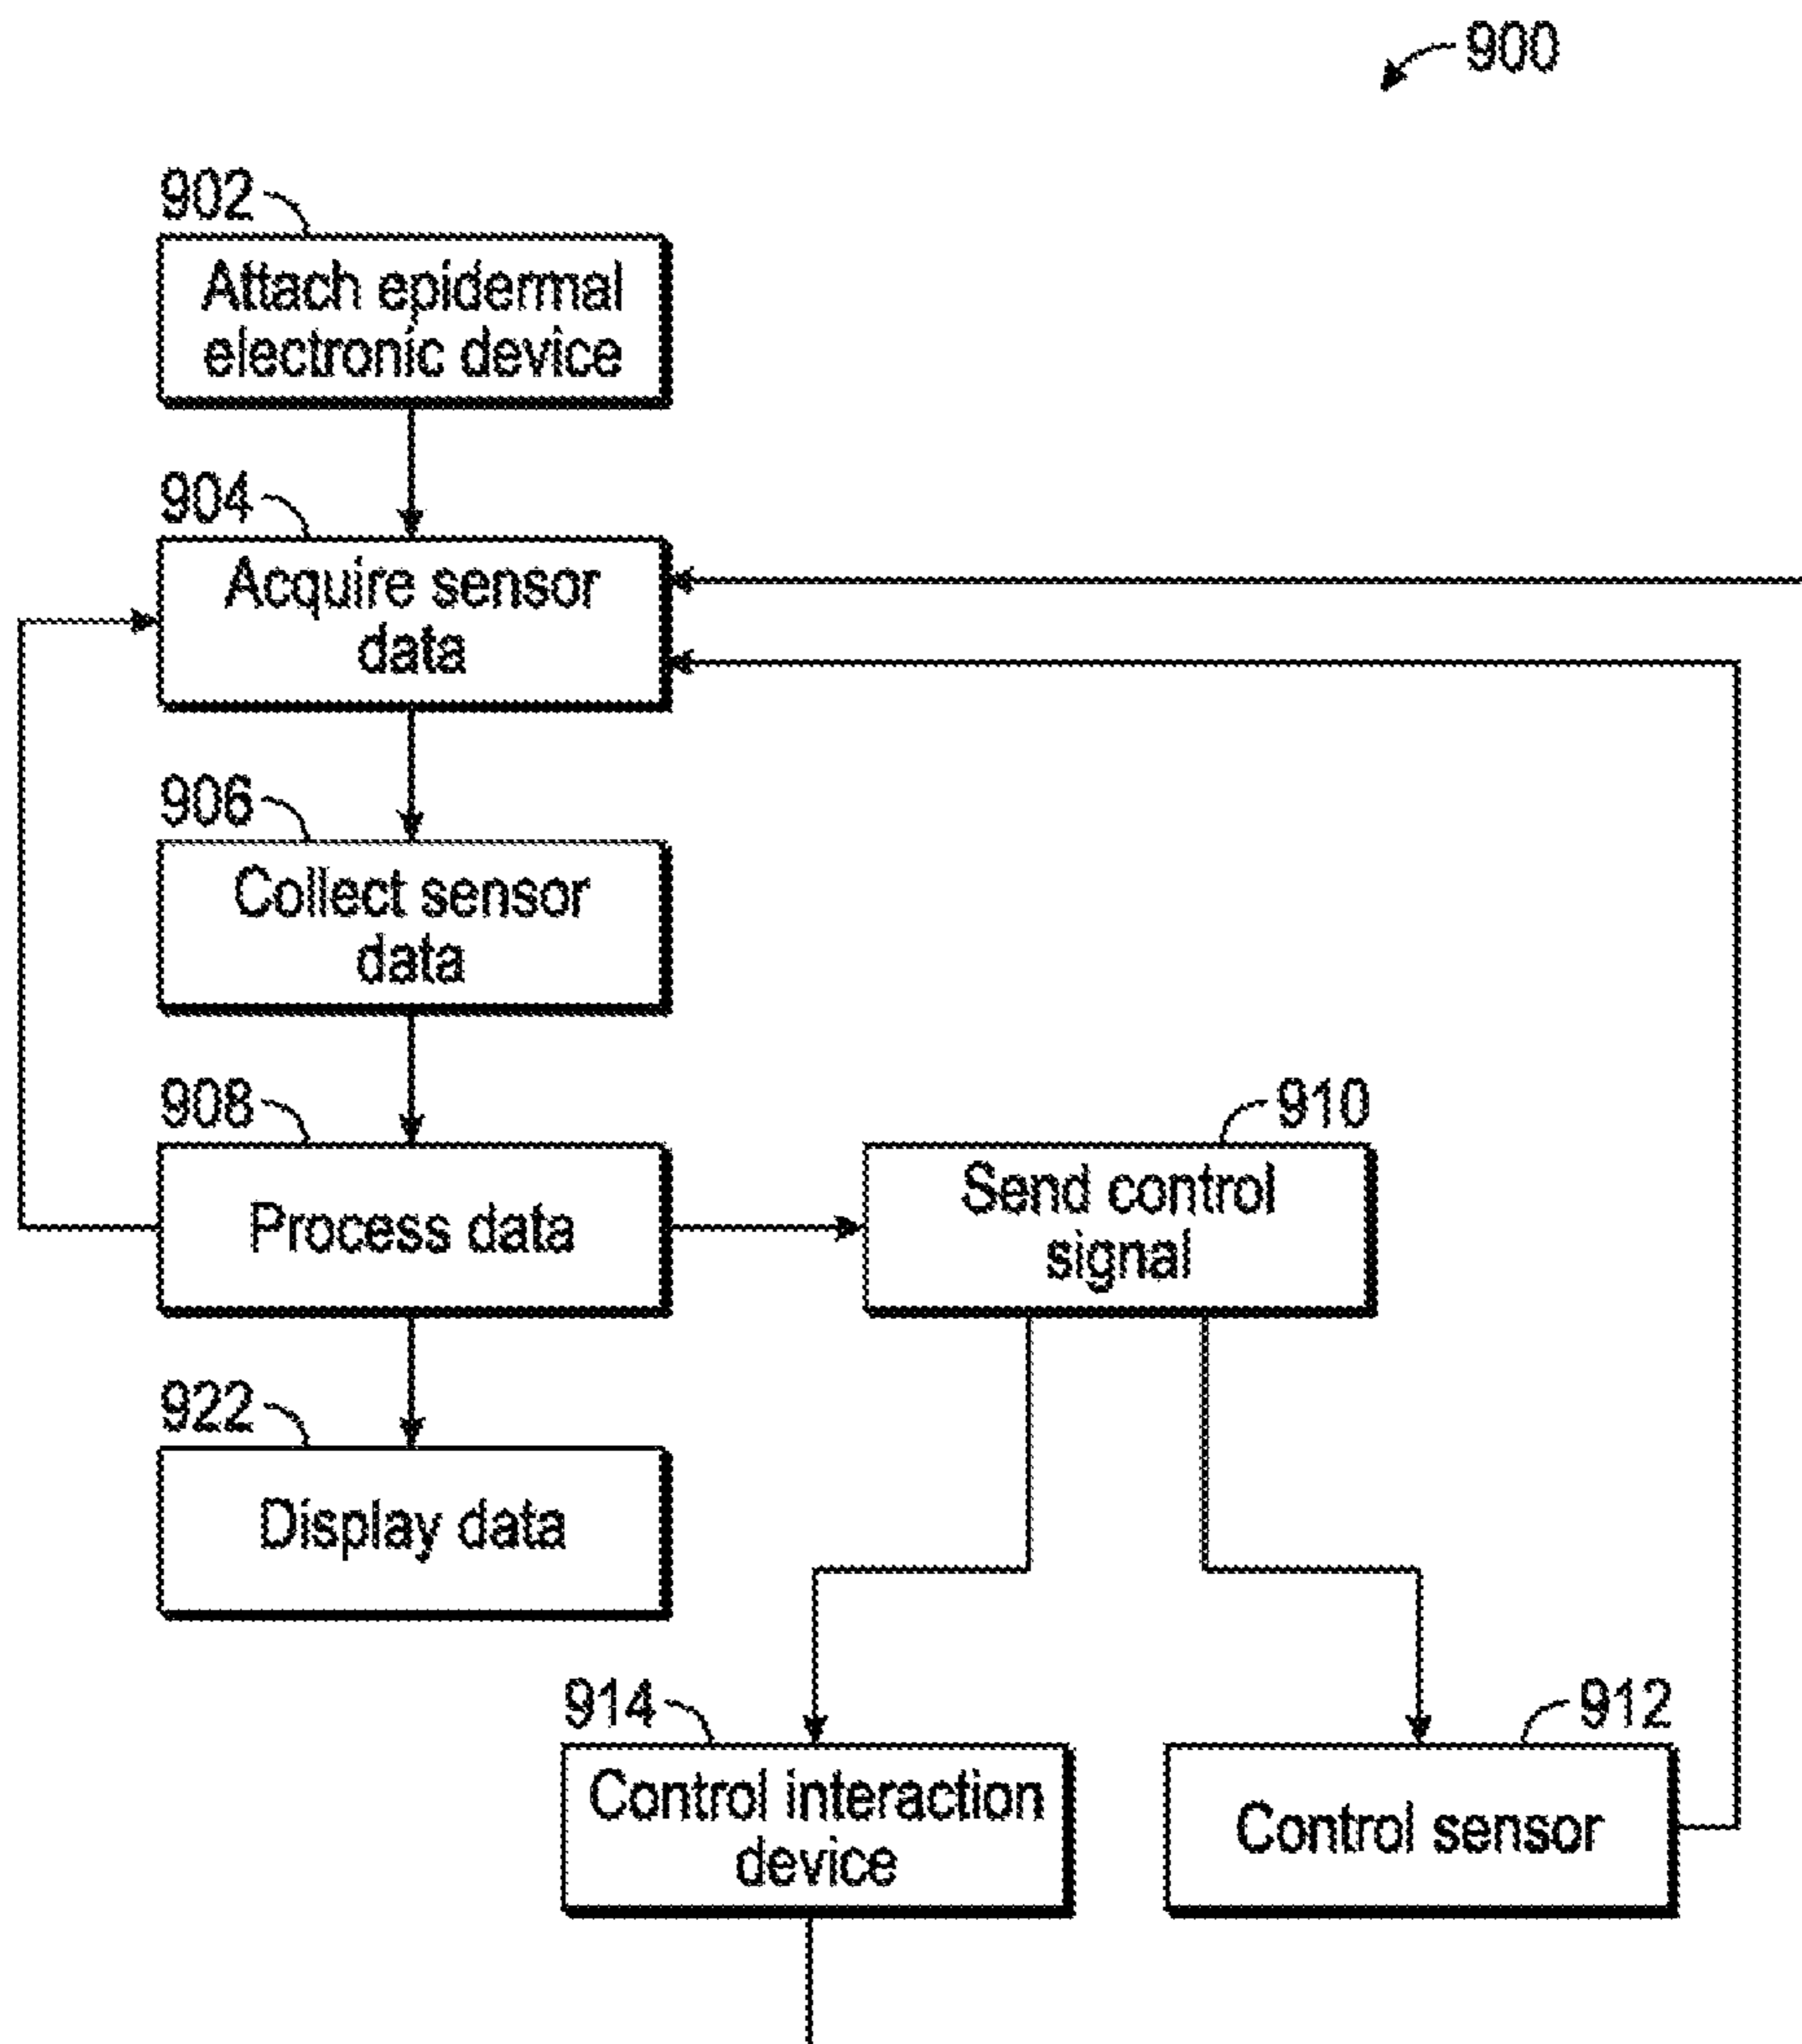 900
902
Attach epidermal
electronic device
904
Acquire sensor
data
906
Collect sensor
data
908
Process data
910
Send control
signal
922
Display data
914
Control interaction
device
912
Control sensor